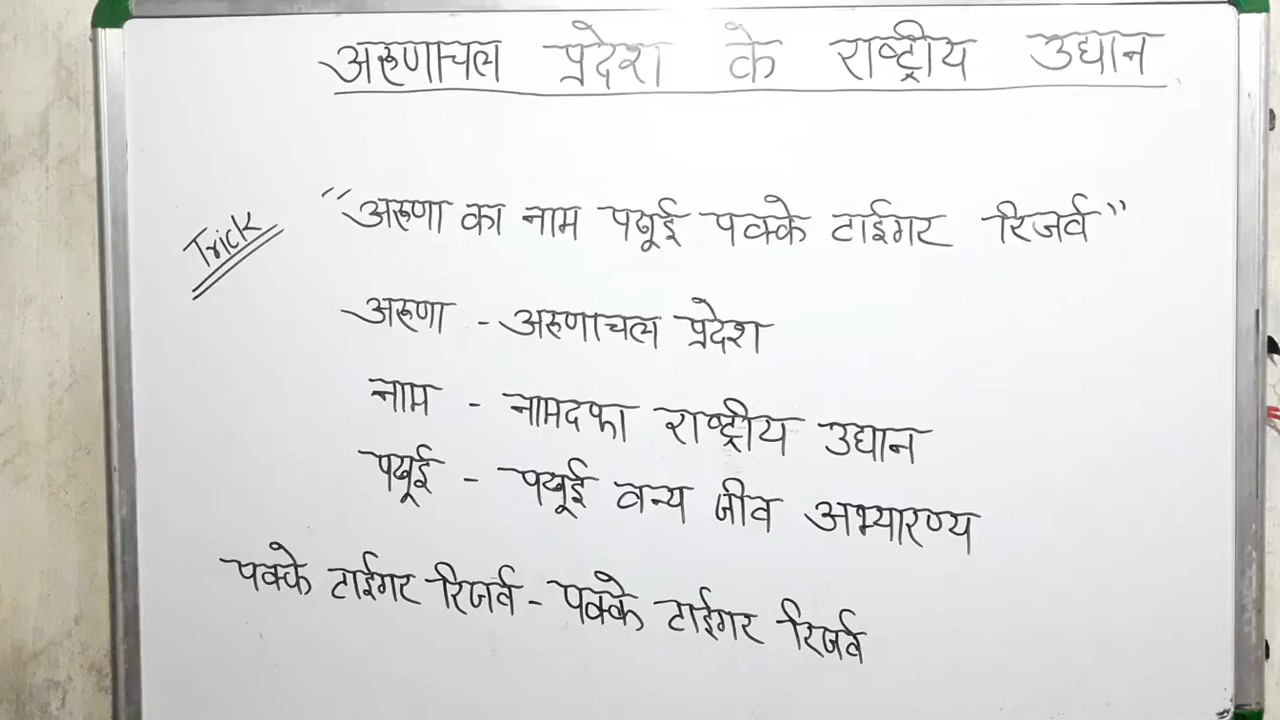 अरुणाचल प्रदेश के राष्ट्रीय उद्यान
Trick
"अरुणा का नाम पखूई पक्के टाईगर रिजर्व"
अरुणा - अरुणाचल प्रदेश
नाम - नामदफा राष्ट्रीय उद्यान
पखूई - पखूई वन्य जीव अभ्यारण्य
पक्के टाईगर रिजर्व - पक्के टाईगर रिजर्व